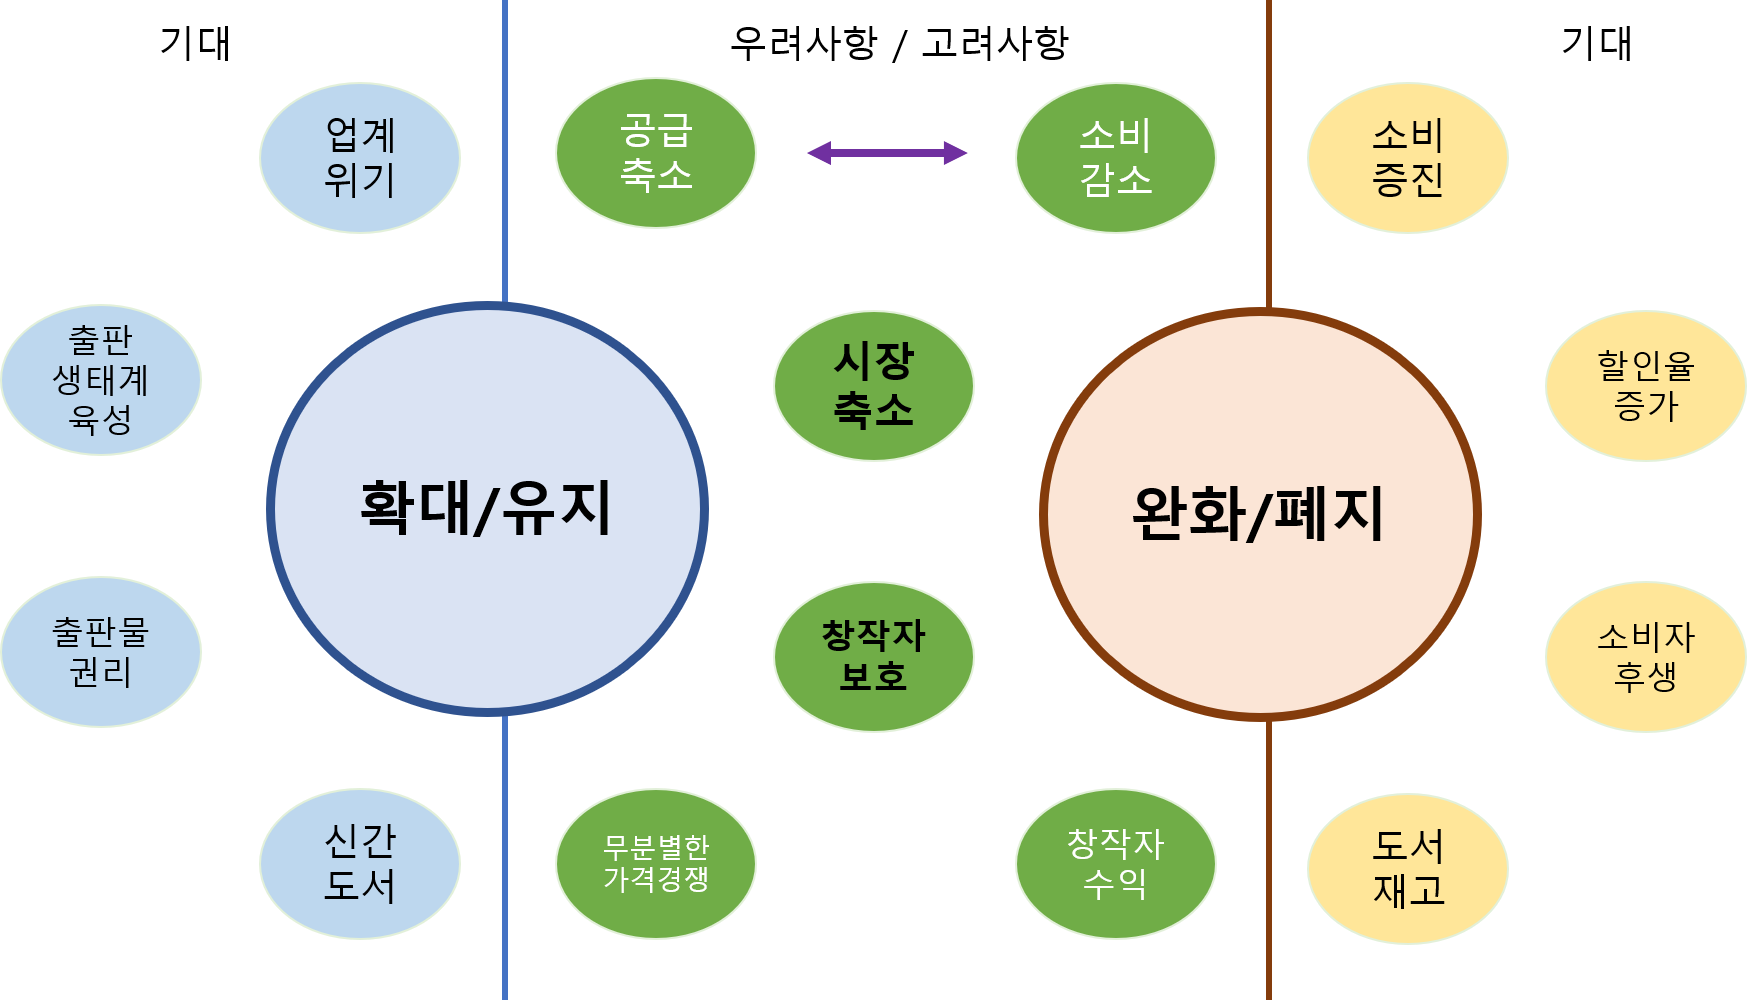 기대
우려사항 / 고려사항
기대
업계
위기
공급
축소
소비
감소
소비
증진
출판
생태계
육성
시장
축소
할인율
증가
확대/유지
완화/폐지
출판물
권리
창작자
보호
소비자
후생
신간
도서
무분별한
가격경쟁
창작자
수익
도서
재고